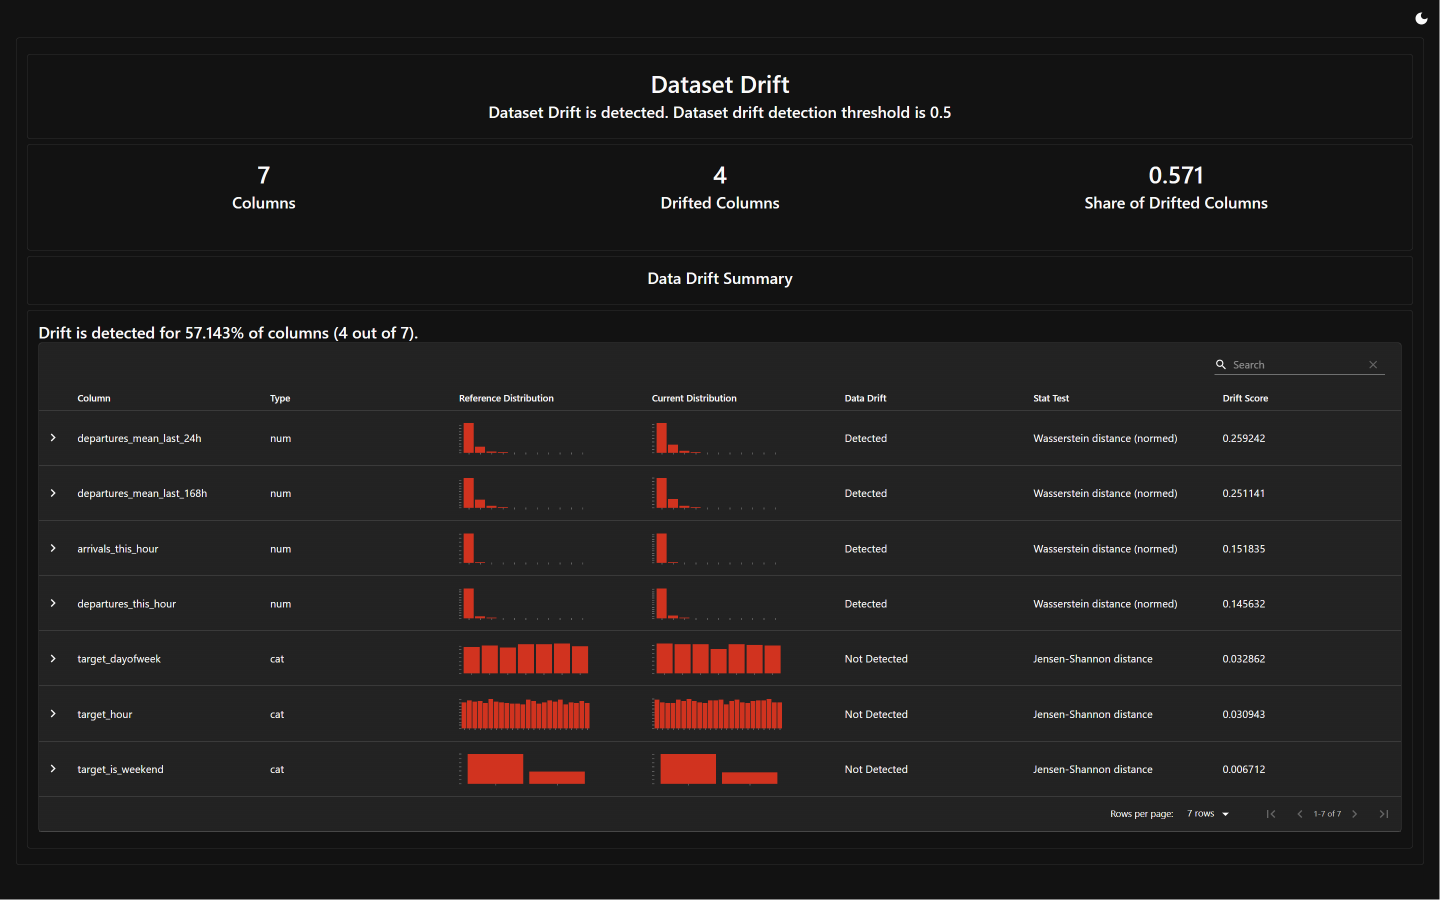 Dataset Drift
Dataset Drift is detected. Dataset drift detection threshold is 0.5
7 4 0.571
Columns Drifted Columns Share of Drifted Columns
Data Drift Summary
Drift is detected for 57.143% of columns (4 out of 7).
Search
Column Type Reference Distribution Current Distribution Data Drift Stat Test Drift Score
departures_mean_last_24h num Detected Wasserstein distance (normed) 0.259242
departures_mean_last_168h num Detected Wasserstein distance (normed) 0.251141
arrivals_this_hour num Detected Wasserstein distance (normed) 0.151835
departures_this_hour num Detected Wasserstein distance (normed) 0.145632
target_dayofweek cat Not Detected Jensen-Shannon distance 0.032862
target_hour cat Not Detected Jensen-Shannon distance 0.030943
target_is_weekend cat Not Detected Jensen-Shannon distance 0.006712
Rows per page: 7 rows 1-7 of 7